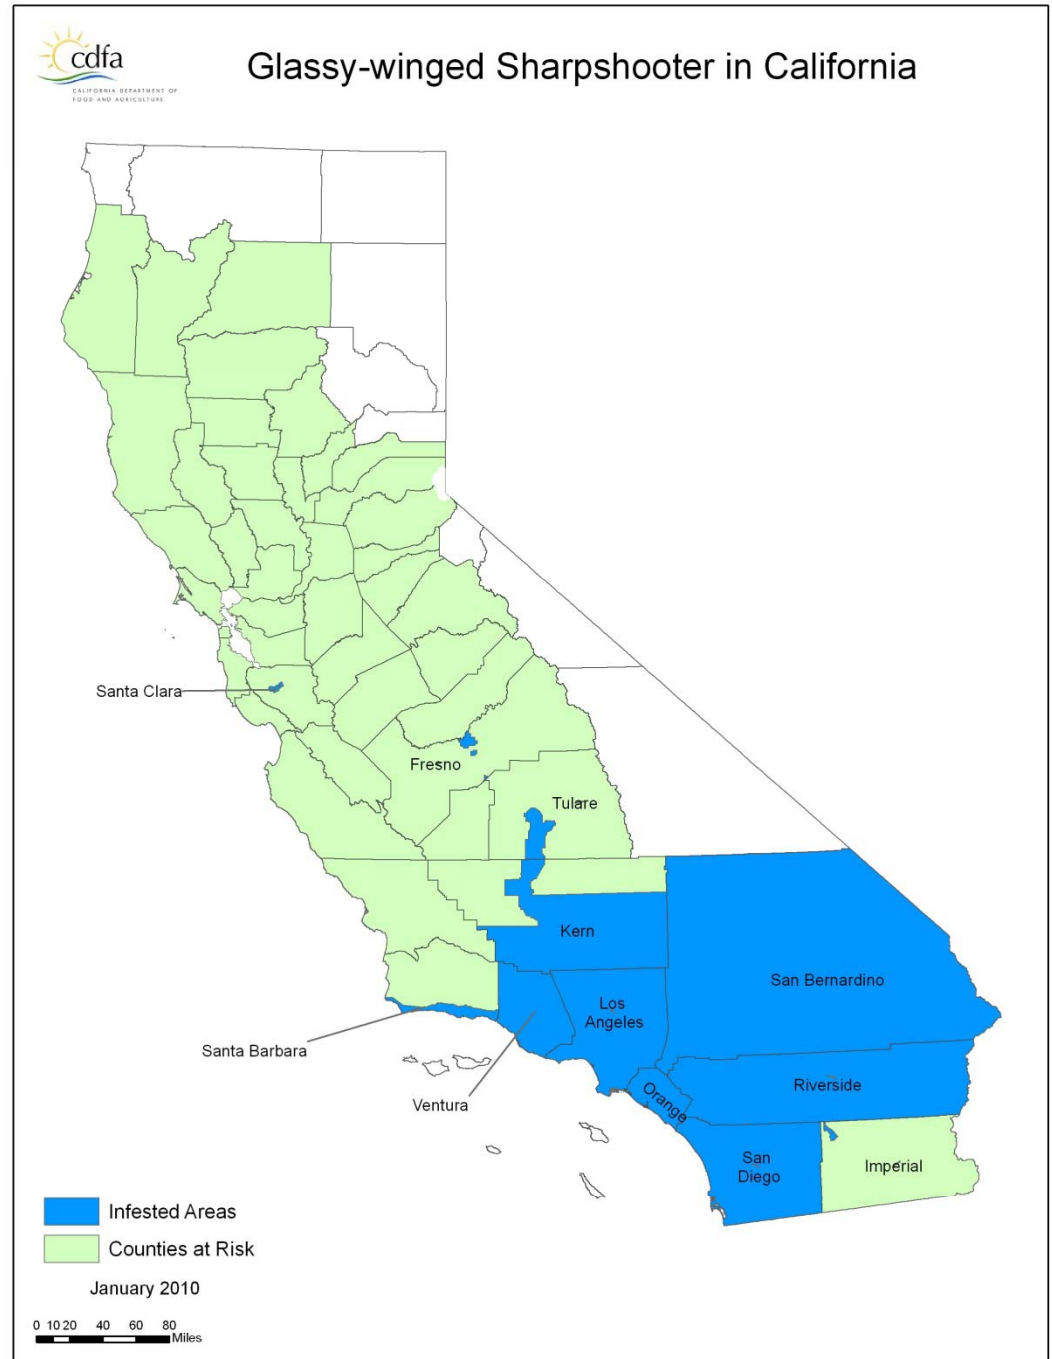 cdfa
CALIFORNIA DEPARTMENT OF
FOOD AND AGRICULTURE
Glassy-winged Sharpshooter in California
Santa Clara
Fresno
Tulare
Kern
San Bernardino
Los
Angeles
Santa Barbara
Ventura
Orange
Riverside
San
Diego
Imperial
Infested Areas
Counties at Risk
January 2010
0 10 20 40 60 80
Miles